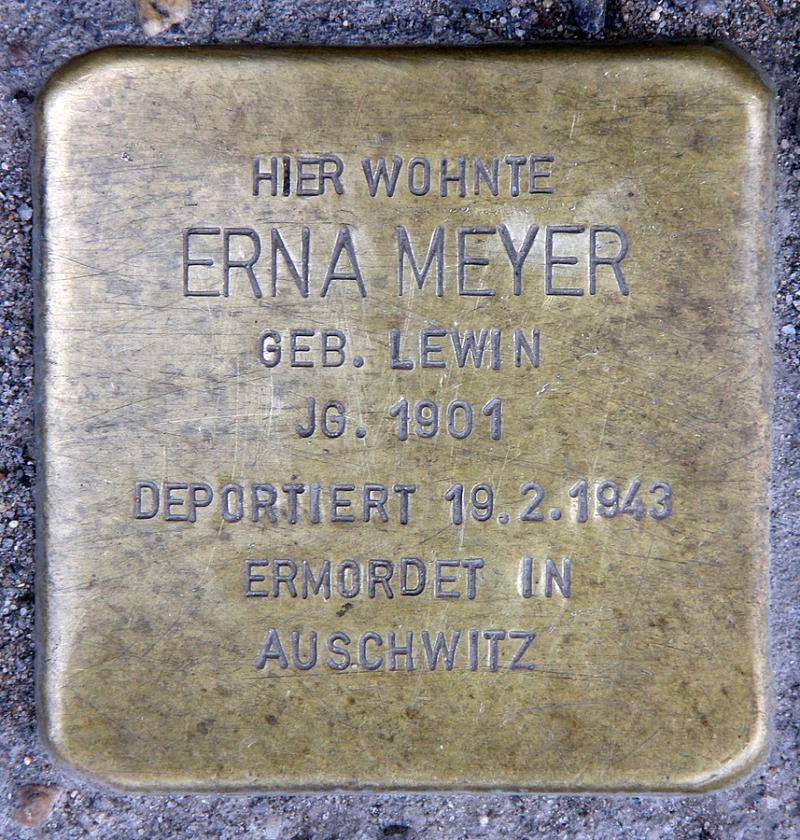 HIER WOHNTE
ERNA MEYER
GEB. LEWIN
JG. 1901
DEPORTIERT 19.2.1943
ERMORDET IN
AUSCHWITZ